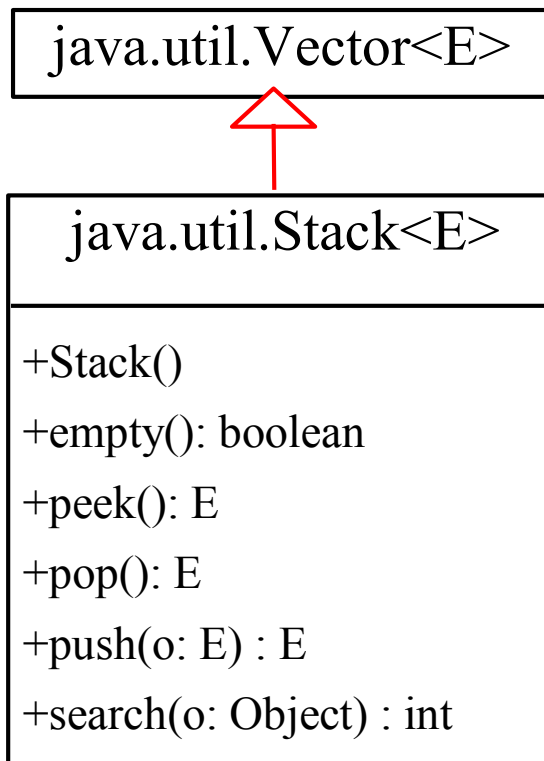 java.util.Vector<E>
java.util.Stack<E>
+Stack()
+empty(): boolean
+peek(): E
+pop(): E
+push(o: E) : E
+search(o: Object) : int